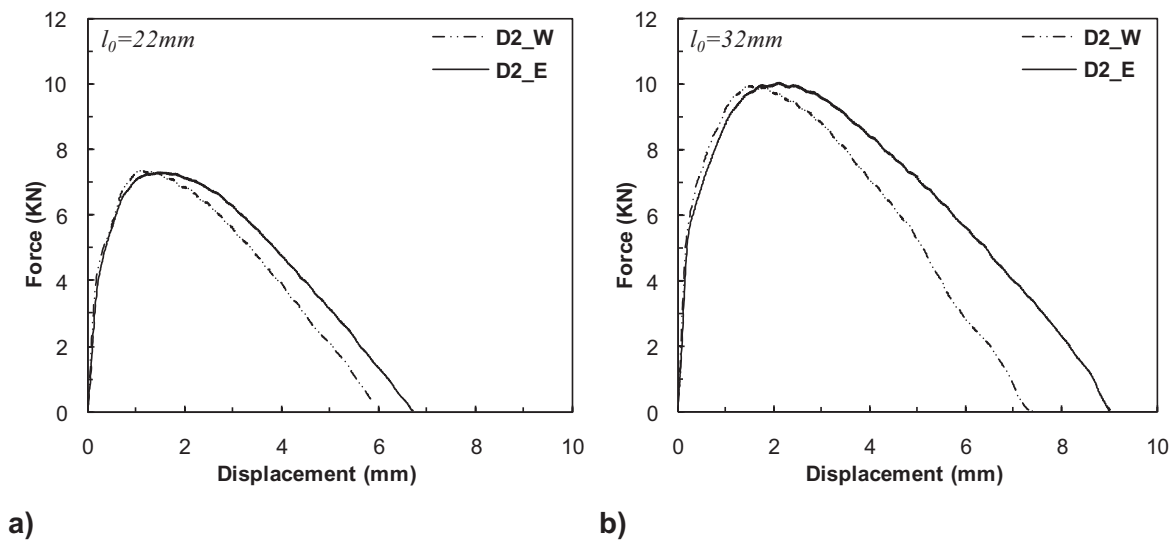 l₀=22mm
D2_W
D2_E
12
10
8
6
4
2
0
Force (KN)
0 2 4 6 8 10
Displacement (mm)
a)
l₀=32mm
D2_W
D2_E
12
10
8
6
4
2
0
Force (KN)
0 2 4 6 8 10
Displacement (mm)
b)